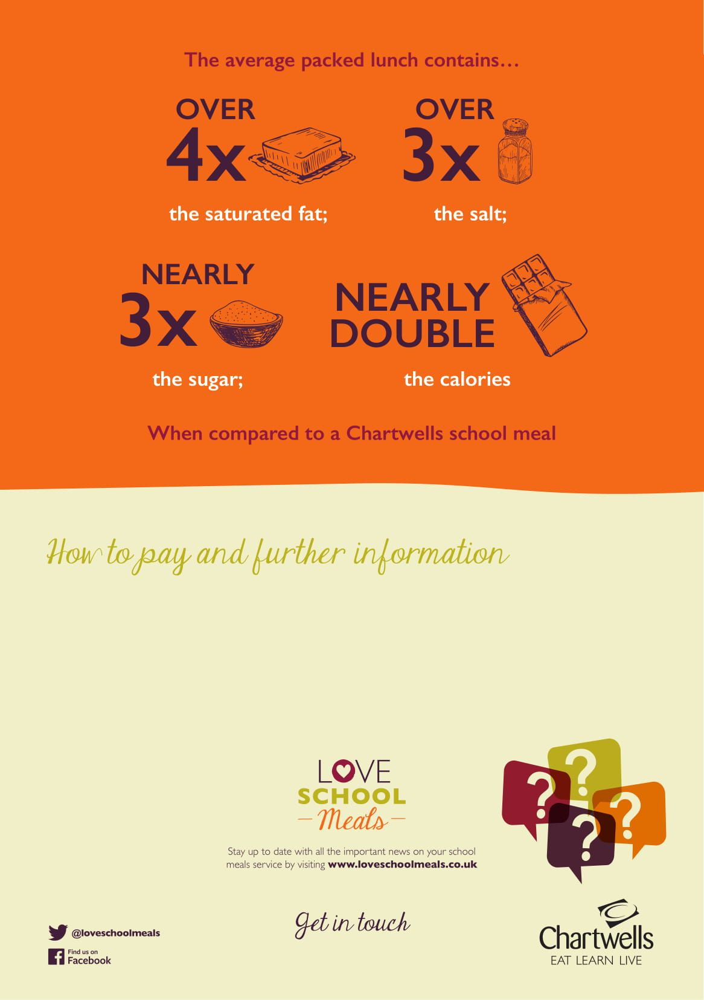 The average packed lunch contains…
OVER
4x
the saturated fat;
OVER
3x
the salt;
NEARLY
3x
the sugar;
NEARLY
DOUBLE
the calories
When compared to a Chartwells school meal
How to pay and further information
? ? ? ?
LOVE
SCHOOL
– Meals –
Stay up to date with all the important news on your school
meals service by visiting www.loveschoolmeals.co.uk
Get in touch
@loveschoolmeals
Find us on
Facebook
Chartwells
EAT LEARN LIVE